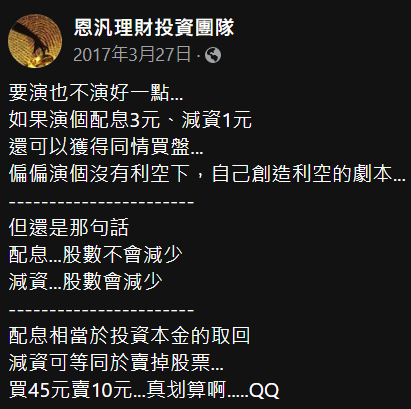 恩汎理財投資團隊
2017年3月27日 ·
要演也不演好一點...
如果演個配息3元、減資1元
還可以獲得同情買盤...
偏偏演個沒有利空下，自己創造利空的劇本...
-----------------------
但還是那句話
配息...股數不會減少
減資...股數會減少
-----------------------
配息相當於投資本金的取回
減資可等同於賣掉股票...
買45元賣10元...真划算啊.....QQ